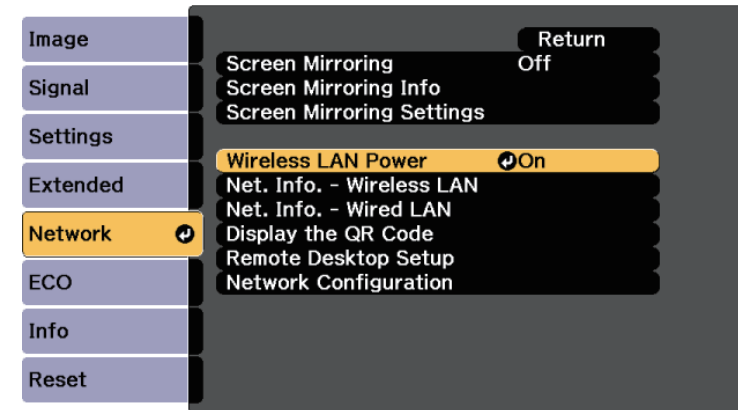 Image
Signal
Settings
Extended
Network
ECO
Info
Reset
Return
Screen Mirroring Off
Screen Mirroring Info
Screen Mirroring Settings
Wireless LAN Power On
Net. Info. - Wireless LAN
Net. Info. - Wired LAN
Display the QR Code
Remote Desktop Setup
Network Configuration